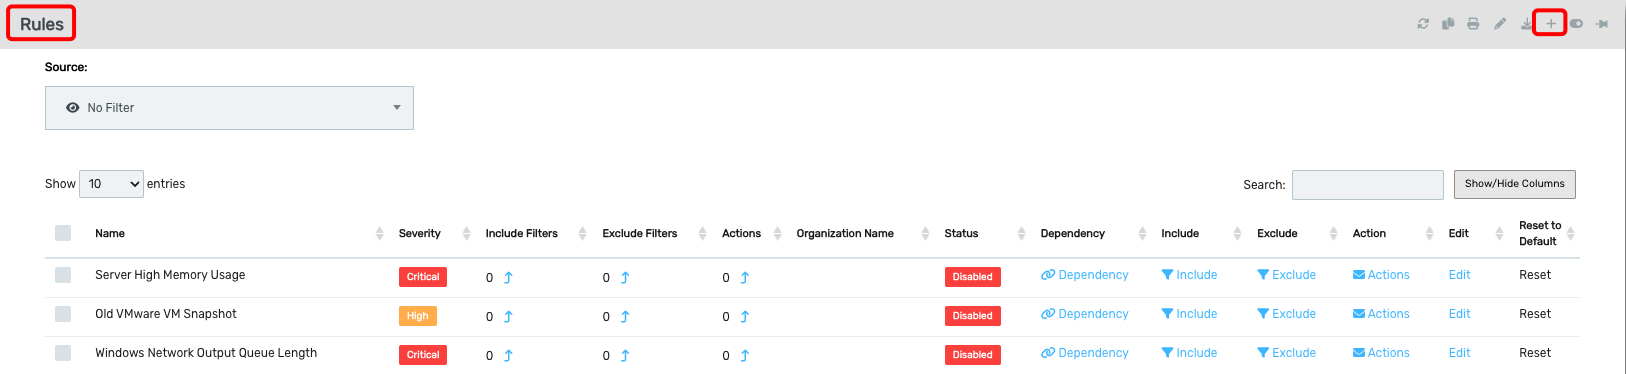 Rules
Source:
No Filter
Show 10 entries
Search: Show/Hide Columns
Name Severity Include Filters Exclude Filters Actions Organization Name Status Dependency Include Exclude Action Edit Reset to Default
Server High Memory Usage Critical 0 0 0 Disabled Dependency Include Exclude Actions Edit Reset
Old VMware VM Snapshot High 0 0 0 Disabled Dependency Include Exclude Actions Edit Reset
Windows Network Output Queue Length Critical 0 0 0 Disabled Dependency Include Exclude Actions Edit Reset